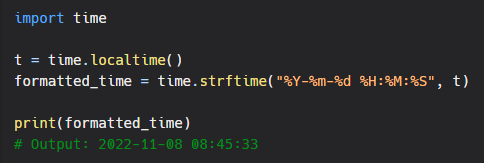 import time
t = time.localtime()
formatted_time = time.strftime("%Y-%m-%d %H:%M:%S", t)
print(formatted_time)
# Output: 2022-11-08 08:45:33